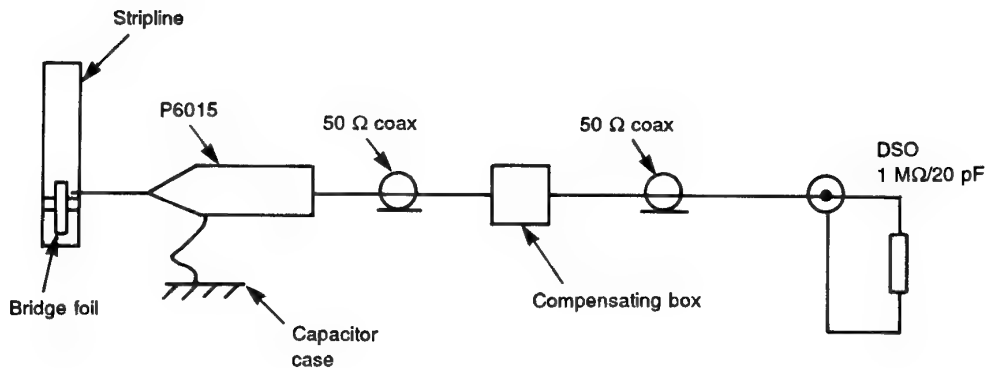 Stripline
P6015
50 Ω coax
50 Ω coax
DSO
1 MΩ/20 pF
Bridge foil
Capacitor
case
Compensating box